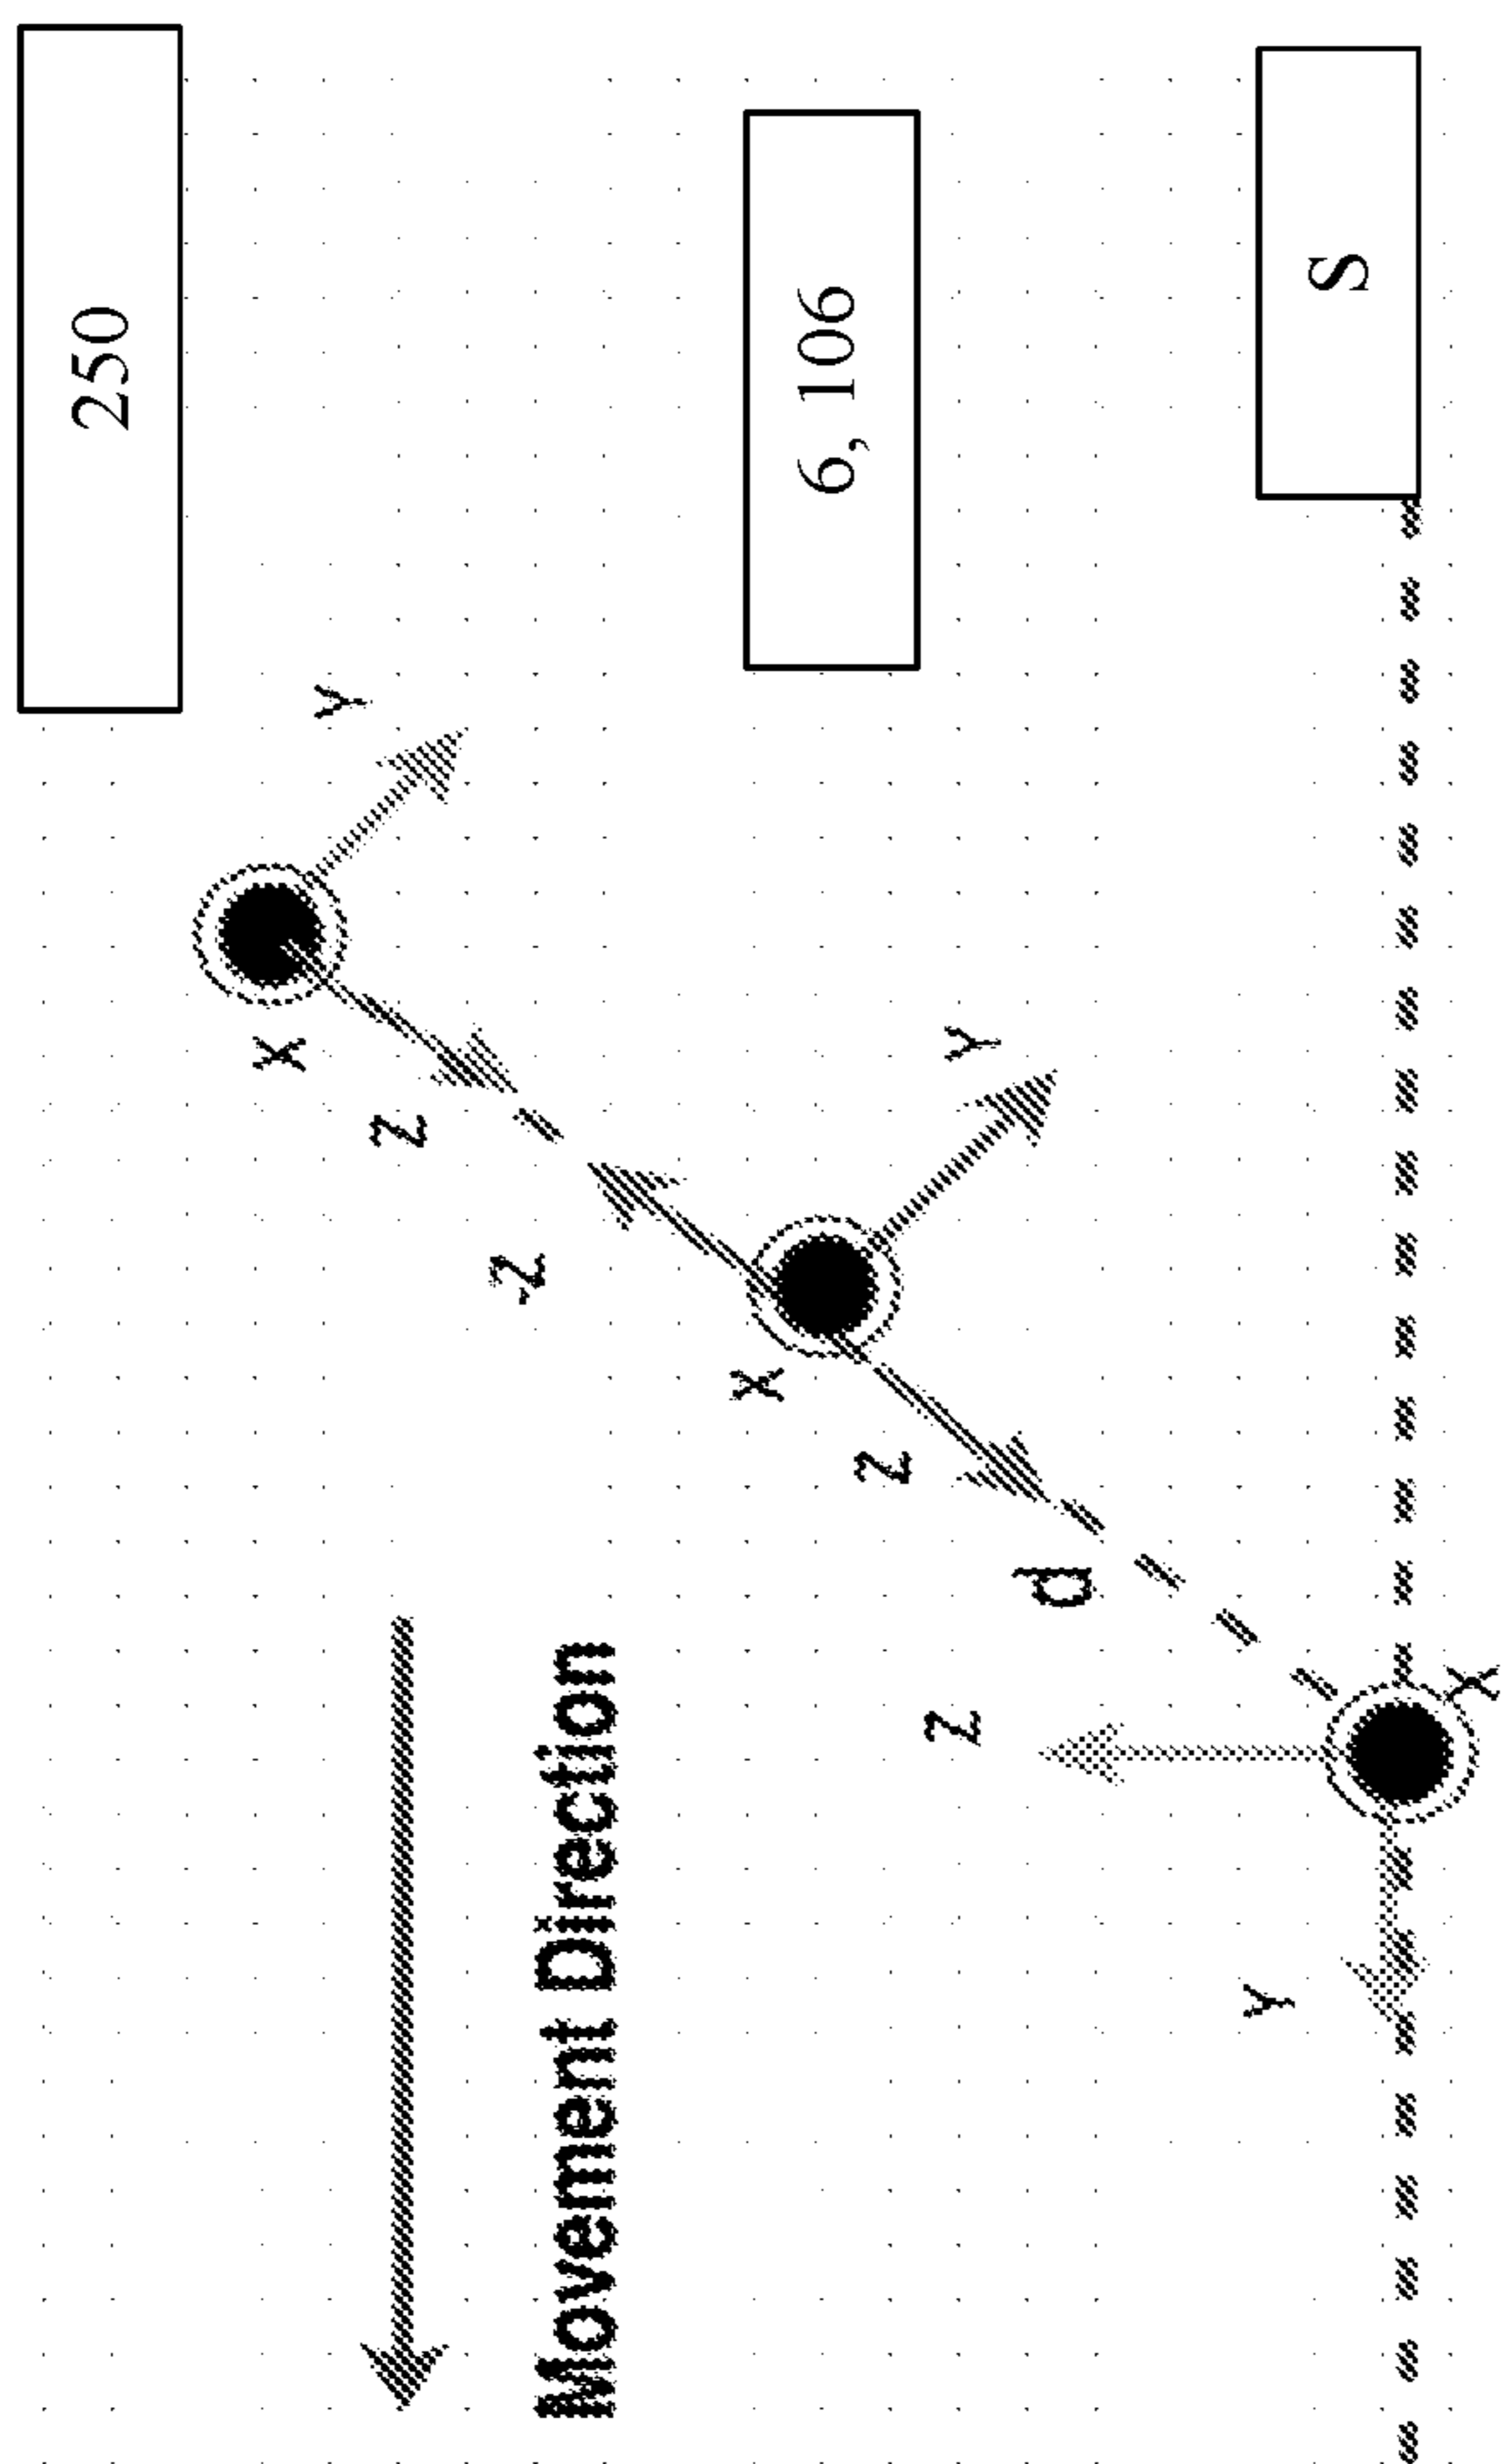 250
X
Y
Z
-Z
Movement Direction
X
6, 106
Z
Z
Y
d
Y
S
X